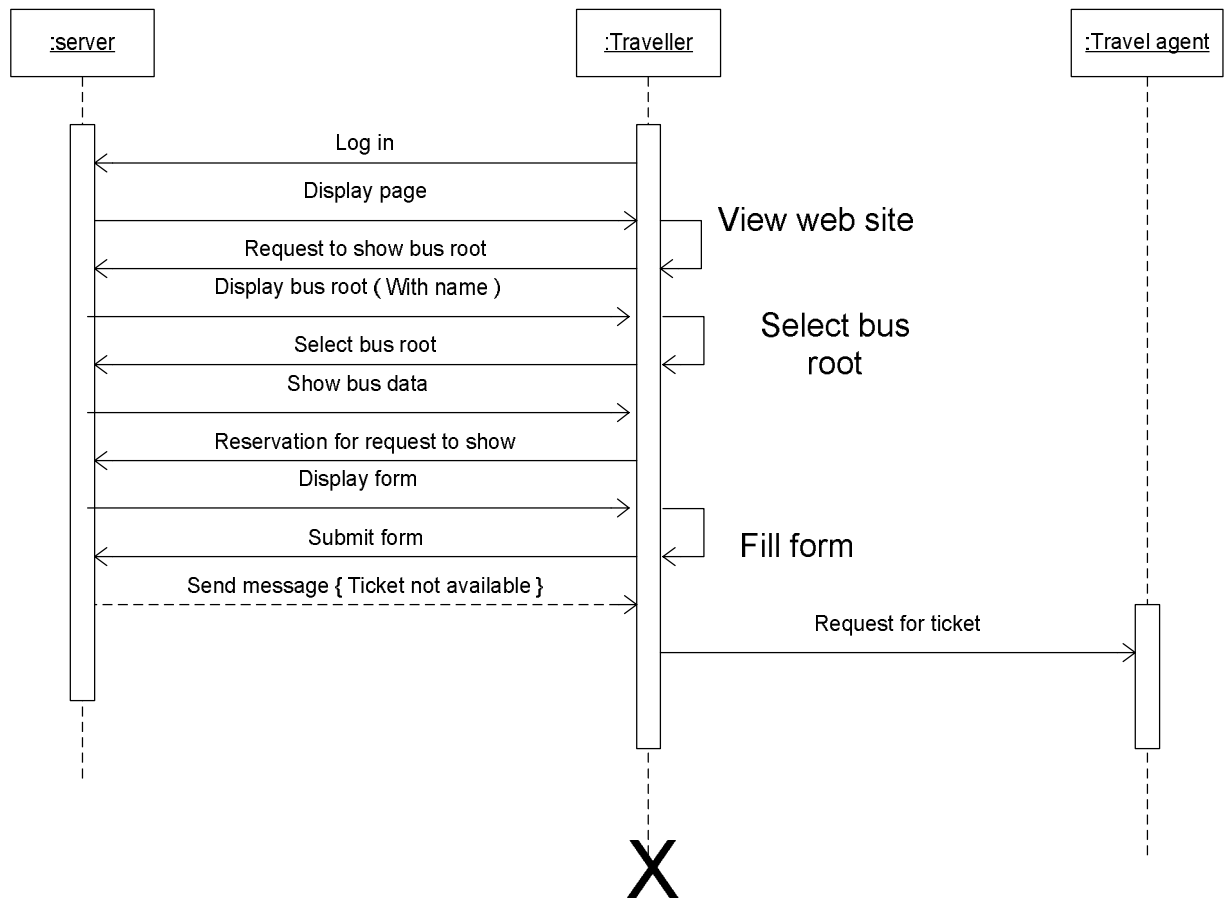 :server
:Traveller
:Travel agent
Log in
Display page
View web site
Request to show bus root
Display bus root ( With name )
Select bus
root
Select bus root
Show bus data
Reservation for request to show
Display form
Submit form
Fill form
Send message { Ticket not available }
Request for ticket
X